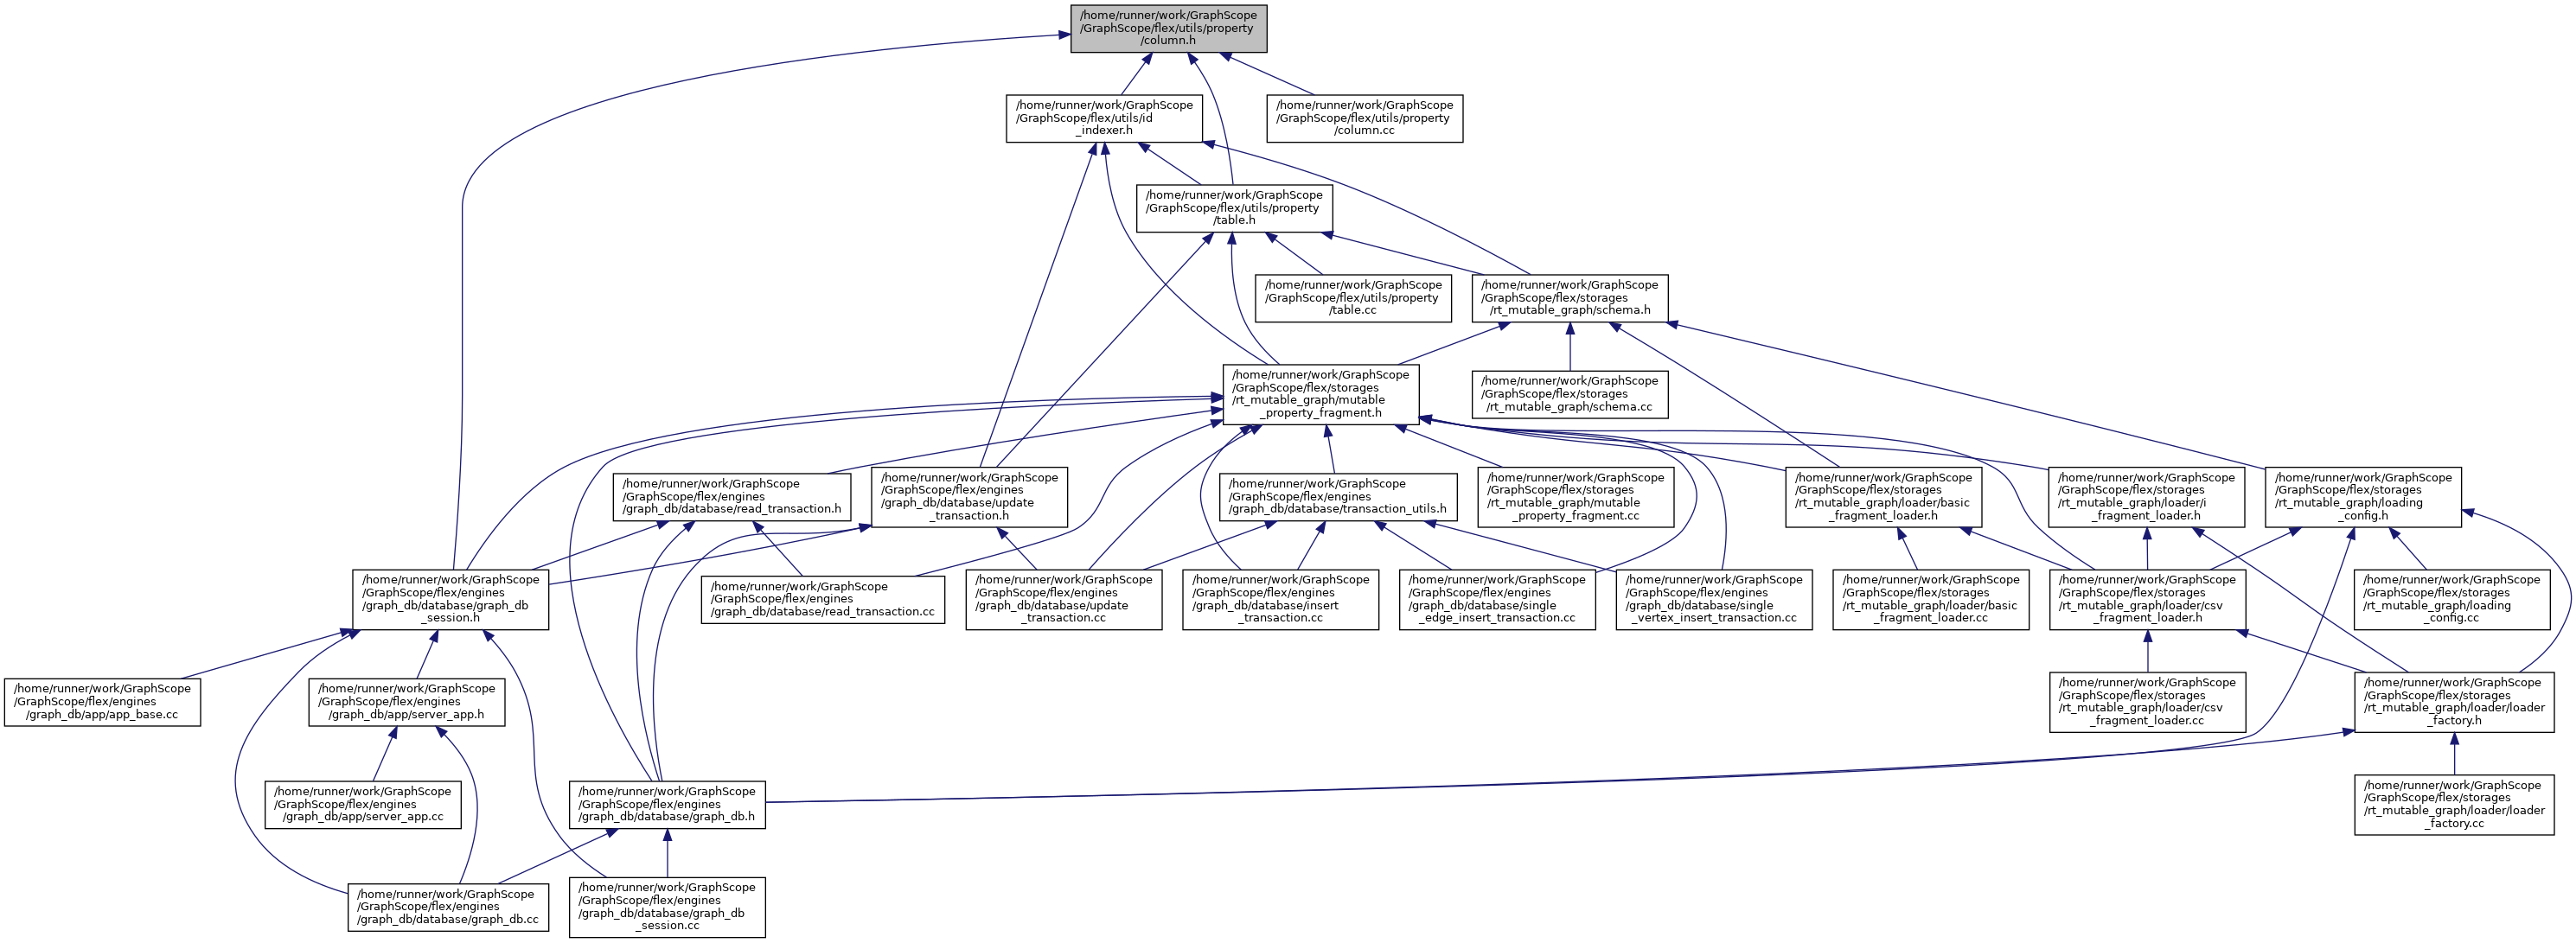 /home/runner/work/GraphScope
/GraphScope/flex/utils/property
/column.h
/home/runner/work/GraphScope
/GraphScope/flex/utils/id
_indexer.h
/home/runner/work/GraphScope
/GraphScope/flex/utils/property
/column.cc
/home/runner/work/GraphScope
/GraphScope/flex/utils/property
/table.h
/home/runner/work/GraphScope
/GraphScope/flex/utils/property
/table.cc
/home/runner/work/GraphScope
/GraphScope/flex/storages
/rt_mutable_graph/schema.h
/home/runner/work/GraphScope
/GraphScope/flex/storages
/rt_mutable_graph/mutable
_property_fragment.h
/home/runner/work/GraphScope
/GraphScope/flex/storages
/rt_mutable_graph/schema.cc
/home/runner/work/GraphScope
/GraphScope/flex/engines
/graph_db/database/read_transaction.h
/home/runner/work/GraphScope
/GraphScope/flex/engines
/graph_db/database/update
_transaction.h
/home/runner/work/GraphScope
/GraphScope/flex/engines
/graph_db/database/transaction_utils.h
/home/runner/work/GraphScope
/GraphScope/flex/storages
/rt_mutable_graph/mutable
_property_fragment.cc
/home/runner/work/GraphScope
/GraphScope/flex/storages
/rt_mutable_graph/loader/basic
_fragment_loader.h
/home/runner/work/GraphScope
/GraphScope/flex/storages
/rt_mutable_graph/loader/i
_fragment_loader.h
/home/runner/work/GraphScope
/GraphScope/flex/storages
/rt_mutable_graph/loading
_config.h
/home/runner/work/GraphScope
/GraphScope/flex/engines
/graph_db/database/graph_db
_session.h
/home/runner/work/GraphScope
/GraphScope/flex/engines
/graph_db/database/read_transaction.cc
/home/runner/work/GraphScope
/GraphScope/flex/engines
/graph_db/database/update
_transaction.cc
/home/runner/work/GraphScope
/GraphScope/flex/engines
/graph_db/database/insert
_transaction.cc
/home/runner/work/GraphScope
/GraphScope/flex/engines
/graph_db/database/single
_edge_insert_transaction.cc
/home/runner/work/GraphScope
/GraphScope/flex/engines
/graph_db/database/single
_vertex_insert_transaction.cc
/home/runner/work/GraphScope
/GraphScope/flex/storages
/rt_mutable_graph/loader/basic
_fragment_loader.cc
/home/runner/work/GraphScope
/GraphScope/flex/storages
/rt_mutable_graph/loader/csv
_fragment_loader.h
/home/runner/work/GraphScope
/GraphScope/flex/storages
/rt_mutable_graph/loading
_config.cc
/home/runner/work/GraphScope
/GraphScope/flex/engines
/graph_db/app/app_base.cc
/home/runner/work/GraphScope
/GraphScope/flex/engines
/graph_db/app/server_app.h
/home/runner/work/GraphScope
/GraphScope/flex/storages
/rt_mutable_graph/loader/csv
_fragment_loader.cc
/home/runner/work/GraphScope
/GraphScope/flex/storages
/rt_mutable_graph/loader/loader
_factory.h
/home/runner/work/GraphScope
/GraphScope/flex/engines
/graph_db/app/server_app.cc
/home/runner/work/GraphScope
/GraphScope/flex/engines
/graph_db/database/graph_db.h
/home/runner/work/GraphScope
/GraphScope/flex/storages
/rt_mutable_graph/loader/loader
_factory.cc
/home/runner/work/GraphScope
/GraphScope/flex/engines
/graph_db/database/graph_db.cc
/home/runner/work/GraphScope
/GraphScope/flex/engines
/graph_db/database/graph_db
_session.cc